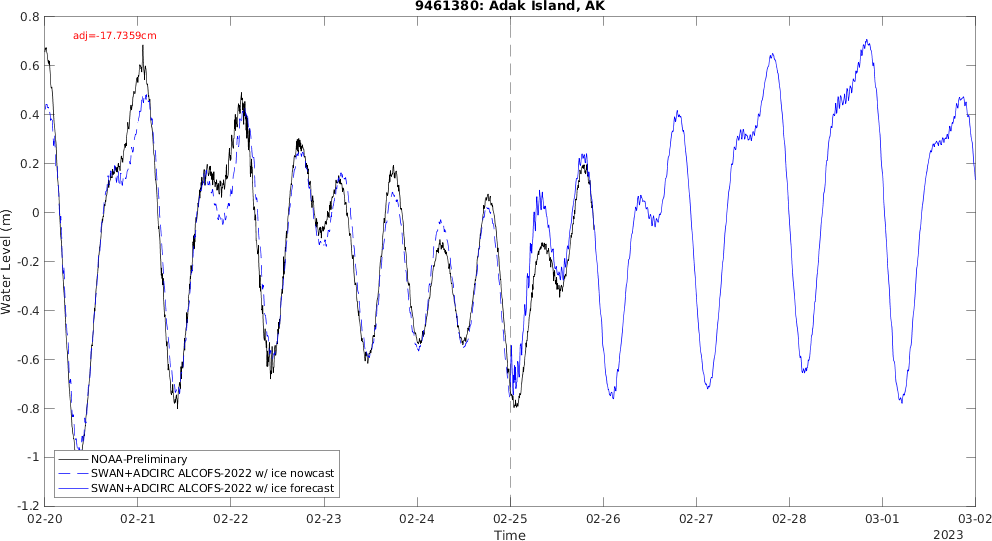 9461380: Adak Island, AK
adj=-17.7359cm
0.8
0.6
0.4
0.2
0
-0.2
-0.4
-0.6
-0.8
-1
-1.2
Water Level (m)
NOAA-Preliminary
SWAN+ADCIRC ALCOFS-2022 w/ ice nowcast
SWAN+ADCIRC ALCOFS-2022 w/ ice forecast
02-20 02-21 02-22 02-23 02-24 02-25 02-26 02-27 02-28 03-01 03-02
Time
2023